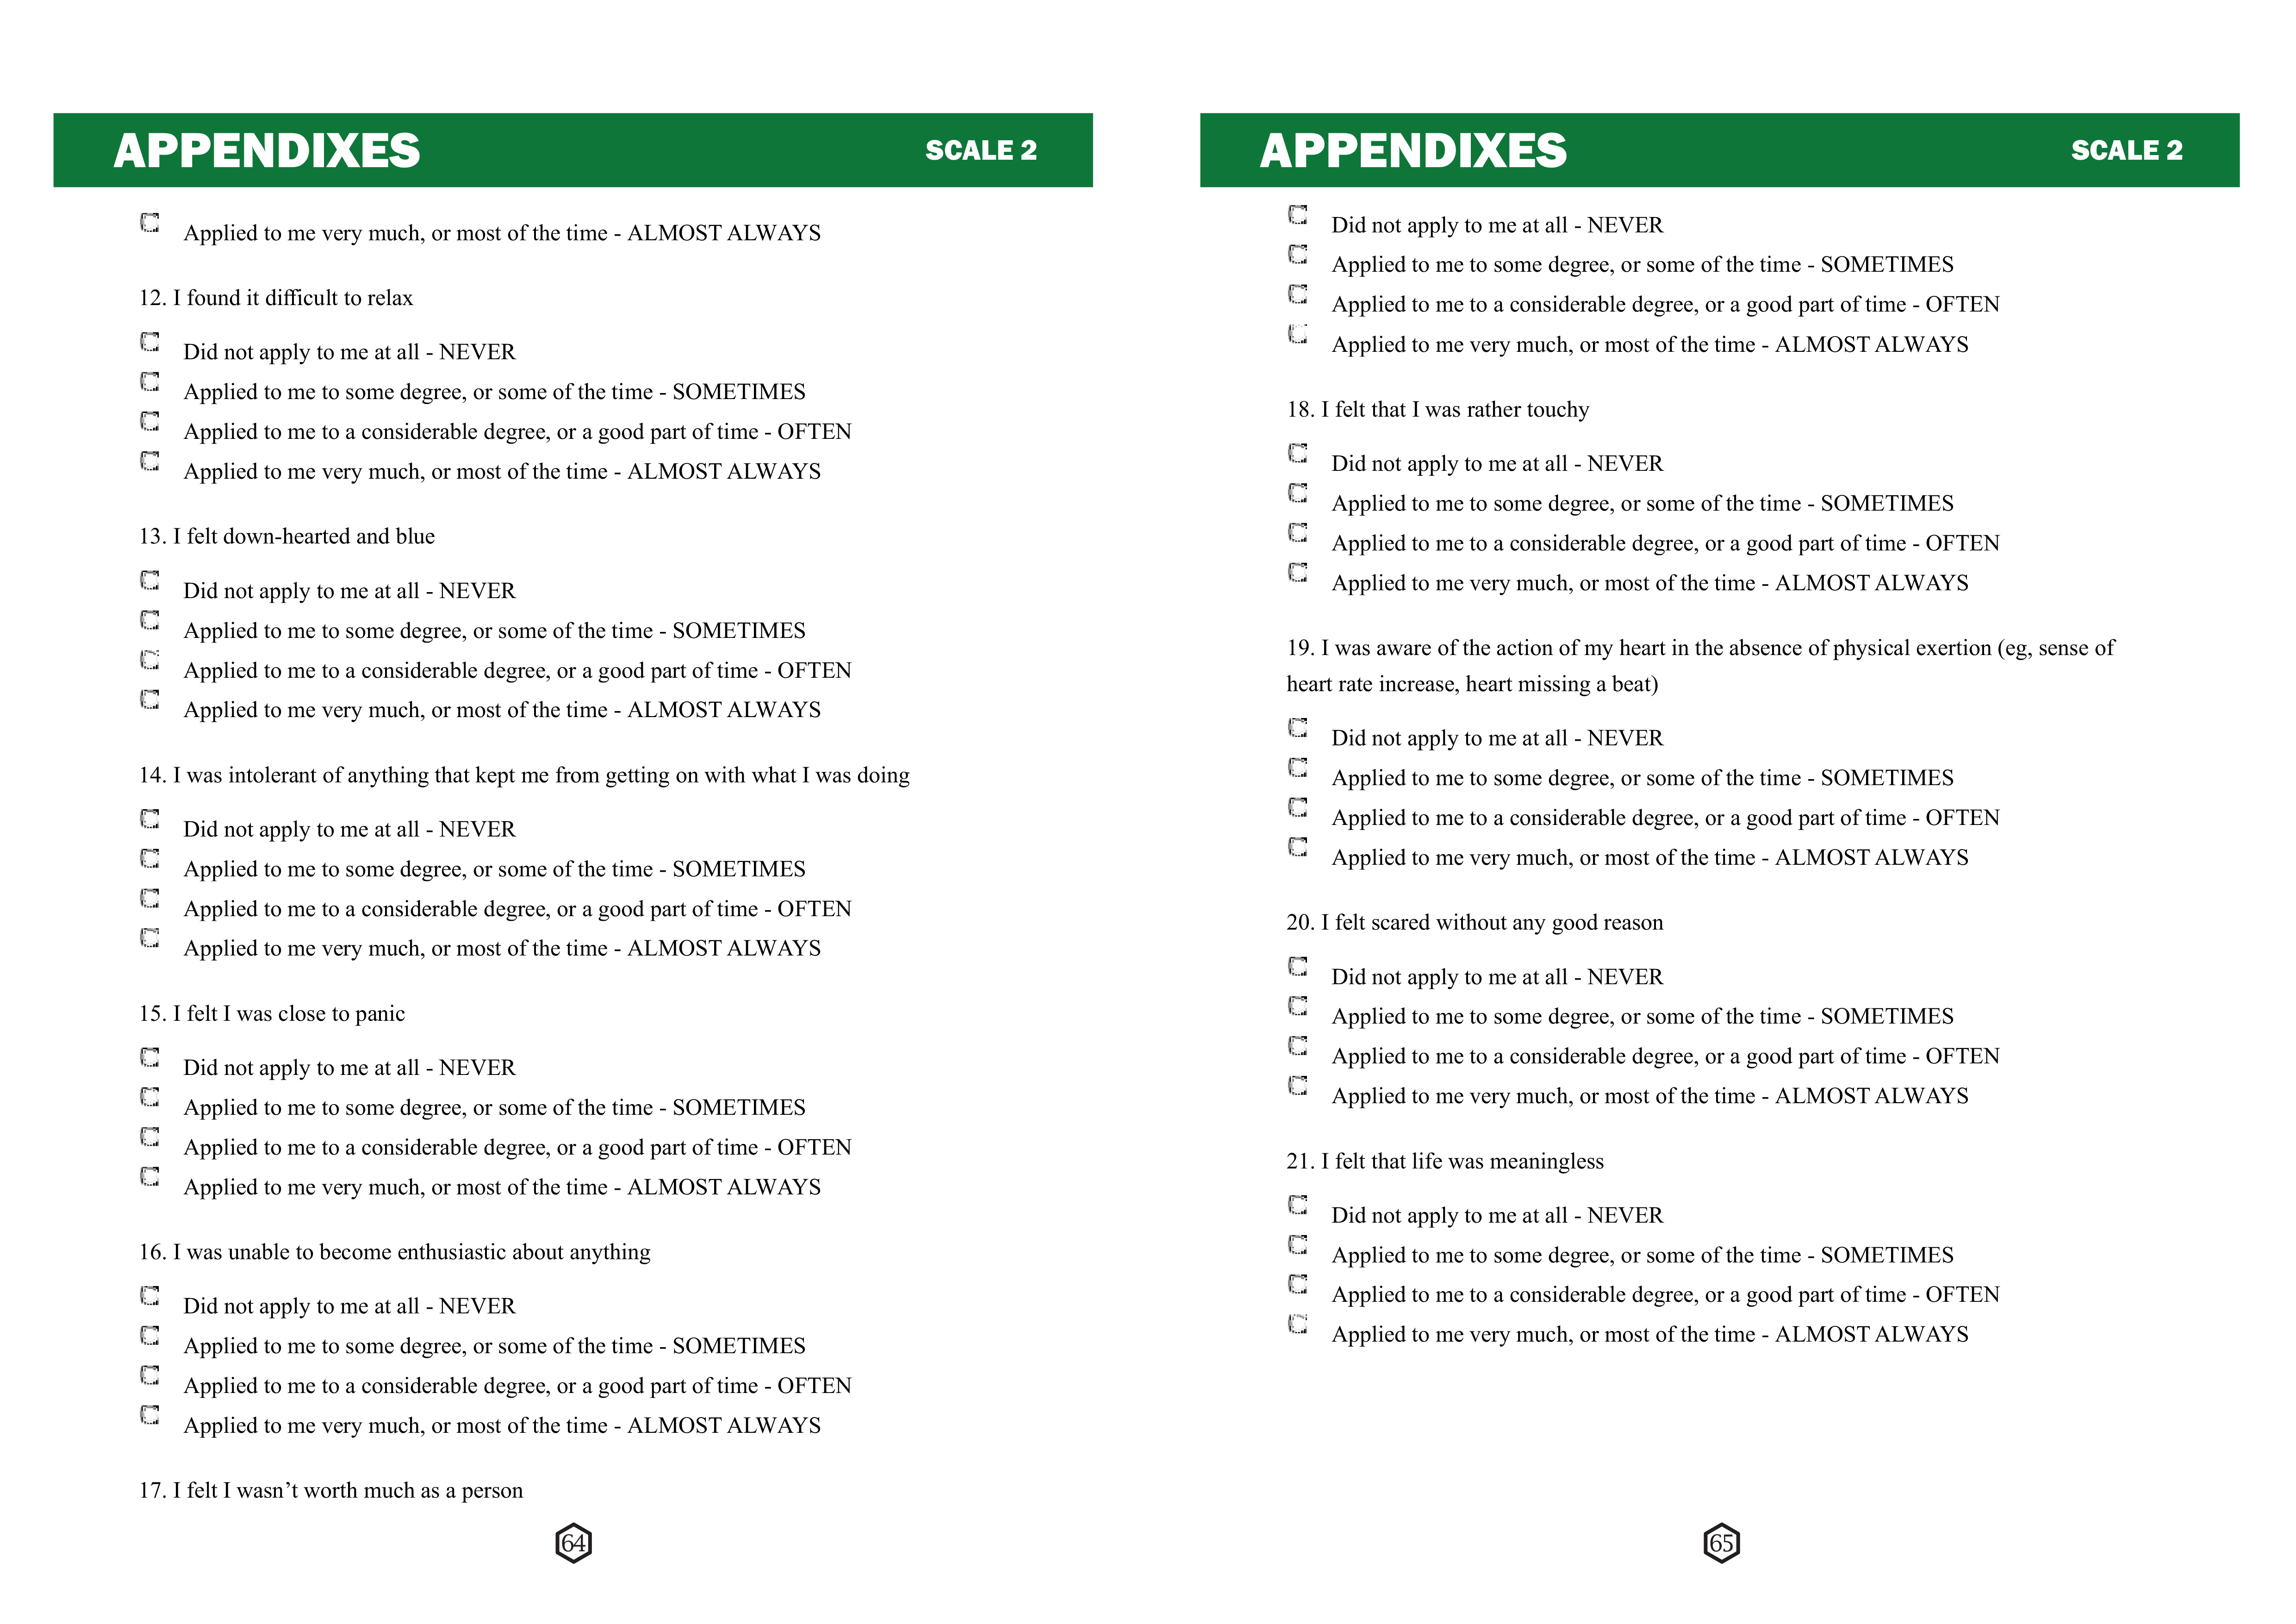 APPENDIXES
SCALE 2
Applied to me very much, or most of the time - ALMOST ALWAYS
12. I found it difficult to relax
Did not apply to me at all - NEVER
Applied to me to some degree, or some of the time - SOMETIMES
Applied to me to a considerable degree, or a good part of time - OFTEN
Applied to me very much, or most of the time - ALMOST ALWAYS
13. I felt down-hearted and blue
Did not apply to me at all - NEVER
Applied to me to some degree, or some of the time - SOMETIMES
Applied to me to a considerable degree, or a good part of time - OFTEN
Applied to me very much, or most of the time - ALMOST ALWAYS
14. I was intolerant of anything that kept me from getting on with what I was doing
Did not apply to me at all - NEVER
Applied to me to some degree, or some of the time - SOMETIMES
Applied to me to a considerable degree, or a good part of time - OFTEN
Applied to me very much, or most of the time - ALMOST ALWAYS
15. I felt I was close to panic
Did not apply to me at all - NEVER
Applied to me to some degree, or some of the time - SOMETIMES
Applied to me to a considerable degree, or a good part of time - OFTEN
Applied to me very much, or most of the time - ALMOST ALWAYS
16. I was unable to become enthusiastic about anything
Did not apply to me at all - NEVER
Applied to me to some degree, or some of the time - SOMETIMES
Applied to me to a considerable degree, or a good part of time - OFTEN
Applied to me very much, or most of the time - ALMOST ALWAYS
17. I felt I wasn’t worth much as a person
64
APPENDIXES
SCALE 2
Did not apply to me at all - NEVER
Applied to me to some degree, or some of the time - SOMETIMES
Applied to me to a considerable degree, or a good part of time - OFTEN
Applied to me very much, or most of the time - ALMOST ALWAYS
18. I felt that I was rather touchy
Did not apply to me at all - NEVER
Applied to me to some degree, or some of the time - SOMETIMES
Applied to me to a considerable degree, or a good part of time - OFTEN
Applied to me very much, or most of the time - ALMOST ALWAYS
19. I was aware of the action of my heart in the absence of physical exertion (eg, sense of
heart rate increase, heart missing a beat)
Did not apply to me at all - NEVER
Applied to me to some degree, or some of the time - SOMETIMES
Applied to me to a considerable degree, or a good part of time - OFTEN
Applied to me very much, or most of the time - ALMOST ALWAYS
20. I felt scared without any good reason
Did not apply to me at all - NEVER
Applied to me to some degree, or some of the time - SOMETIMES
Applied to me to a considerable degree, or a good part of time - OFTEN
Applied to me very much, or most of the time - ALMOST ALWAYS
21. I felt that life was meaningless
Did not apply to me at all - NEVER
Applied to me to some degree, or some of the time - SOMETIMES
Applied to me to a considerable degree, or a good part of time - OFTEN
Applied to me very much, or most of the time - ALMOST ALWAYS
65